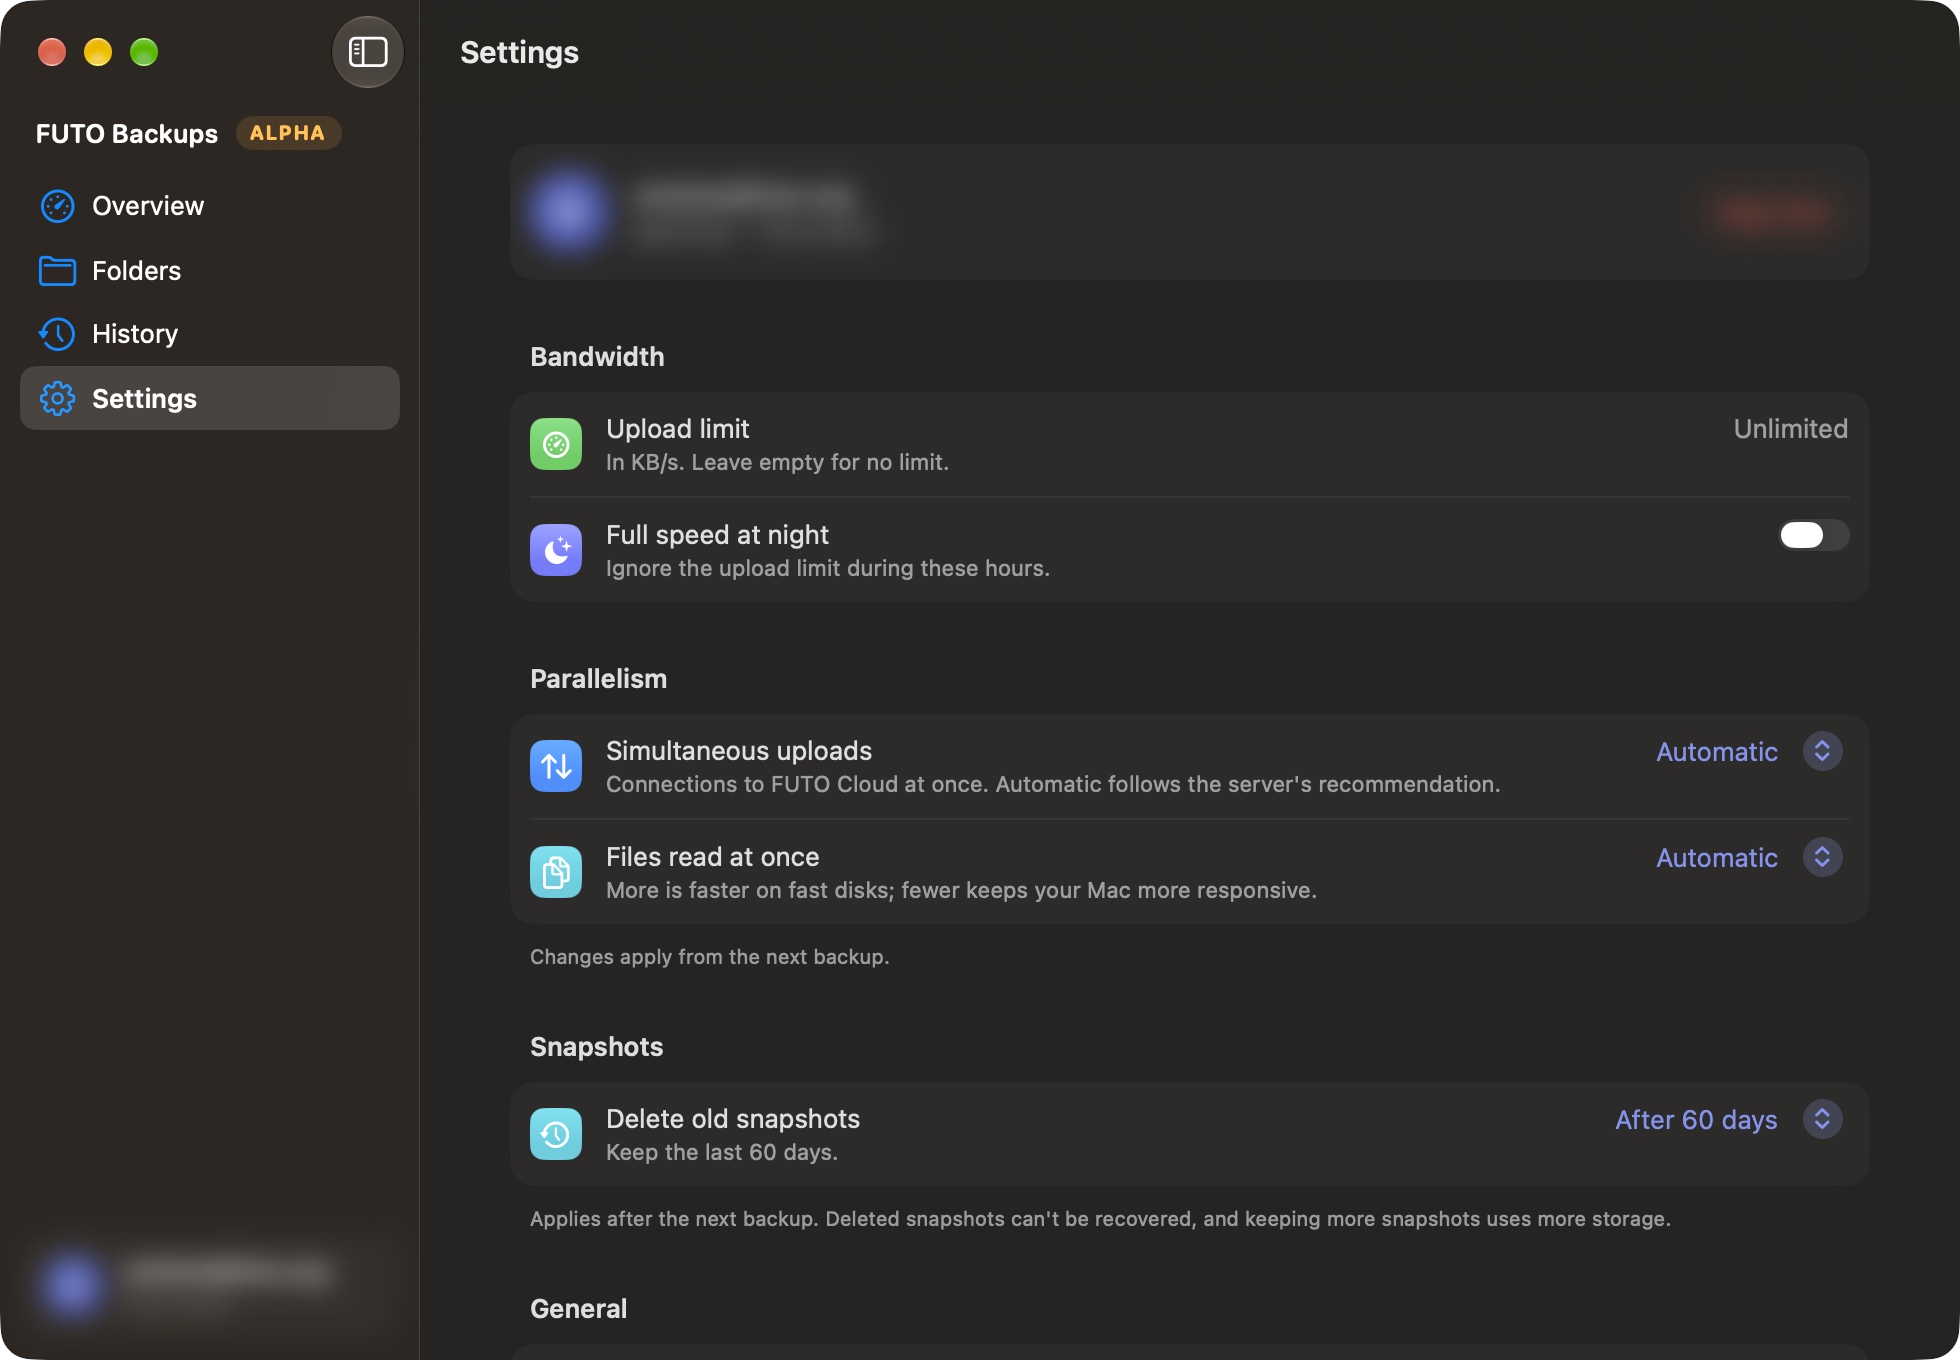 Settings
FUTO Backups ALPHA
Overview
Folders
History
Settings
Bandwidth
Upload limit
Unlimited
In KB/s. Leave empty for no limit.
Full speed at night
Ignore the upload limit during these hours.
Parallelism
Simultaneous uploads
Automatic
Connections to FUTO Cloud at once. Automatic follows the server's recommendation.
Files read at once
Automatic
More is faster on fast disks; fewer keeps your Mac more responsive.
Changes apply from the next backup.
Snapshots
Delete old snapshots
After 60 days
Keep the last 60 days.
Applies after the next backup. Deleted snapshots can't be recovered, and keeping more snapshots uses more storage.
General